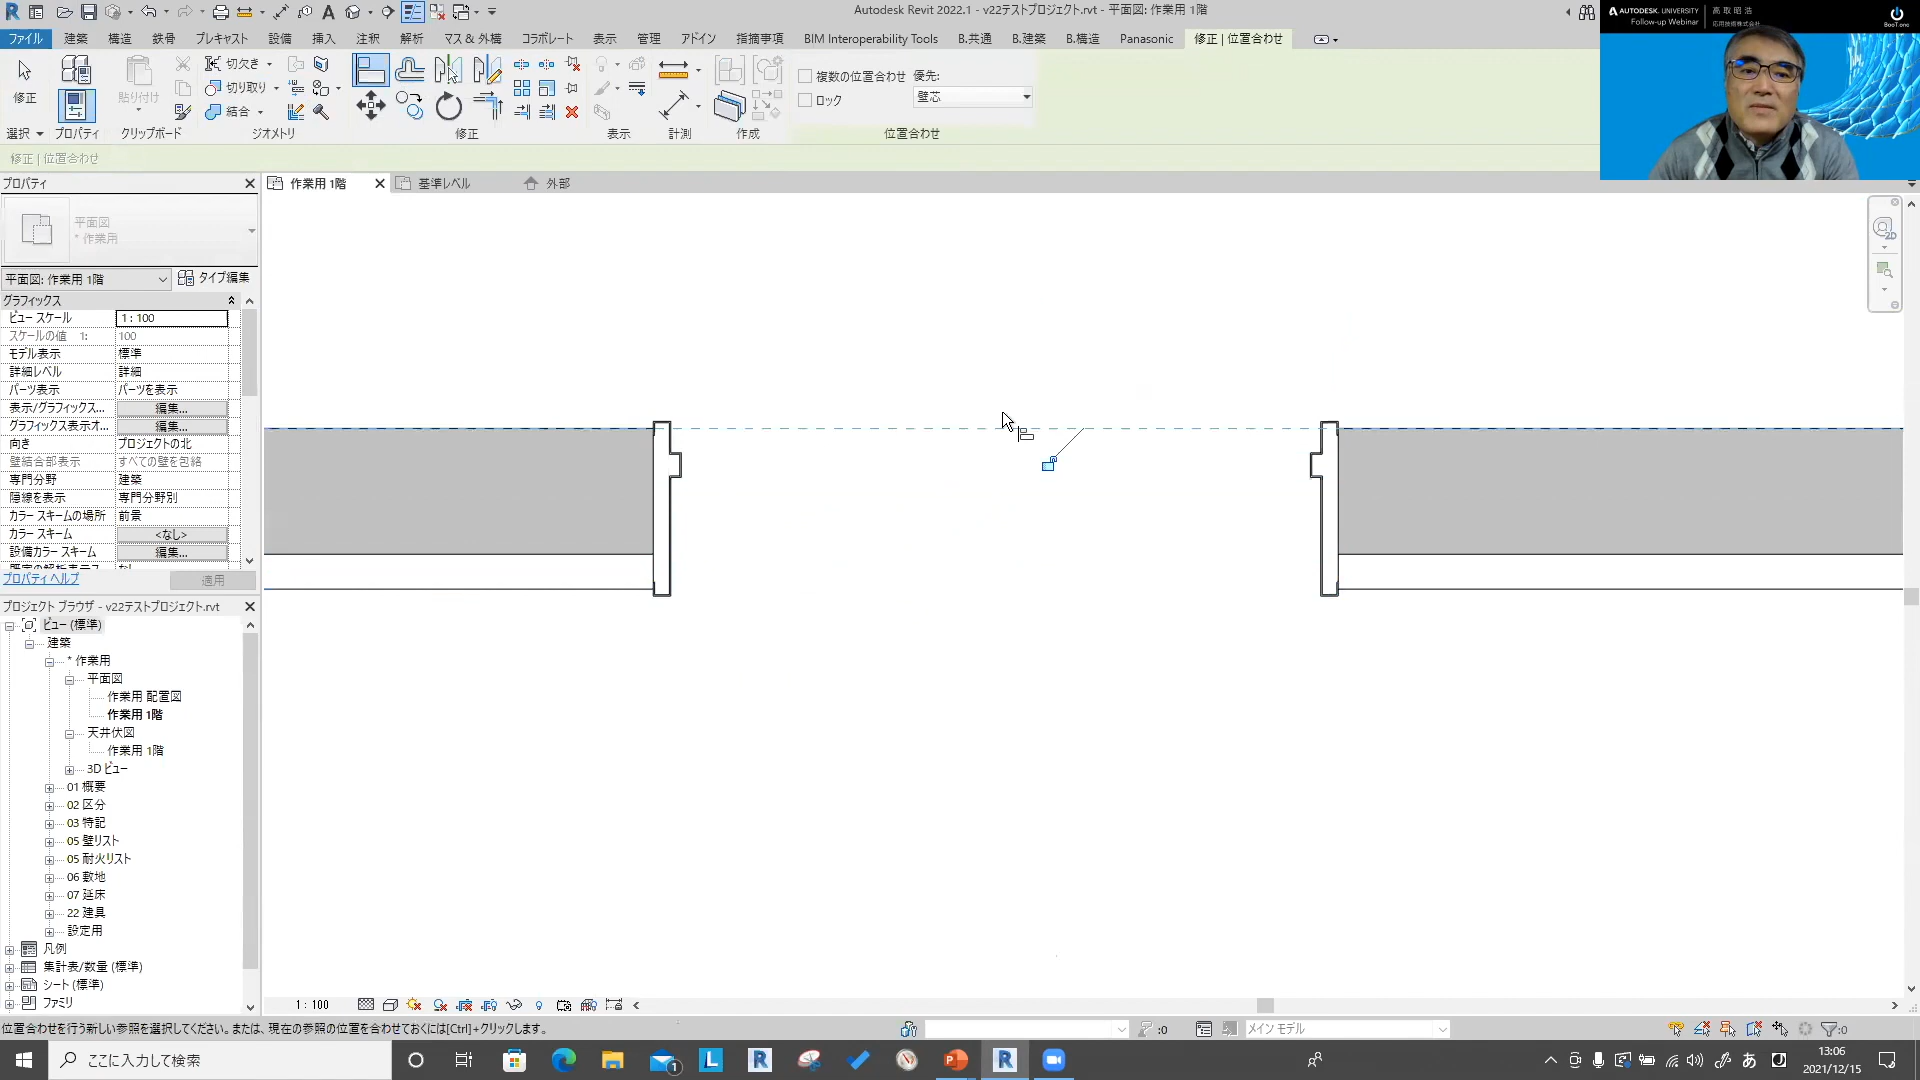 Autodesk Revit 2022.1 - v22テストプロジェクト.rvt - 平面図: 作業用 1階
AUTODESK. UNIVERSITY
Follow-up Webinar
高 取 昭 浩
応用技術株式会社
BooT.one
ファイル 建築 構造 鉄骨 プレキャスト 設備 挿入 注釈 解析 マス & 外構 コラボレート 表示 管理 アドイン 指摘事項 BIM Interoperability Tools B.共通 B.建築 B.構造 Panasonic 修正 | 位置合わせ
切欠き
複数の位置合わせ 優先:
修正
貼り付け
切り取り
ロック
壁芯
結合
選択 プロパティ クリップボード ジオメトリ 修正 表示 計測 作成 位置合わせ
修正 | 位置合わせ
プロパティ
作業用 1階 基準レベル 外部
平面図
* 作業用
平面図: 作業用 1階 タイプ編集
グラフィックス
ビュー スケール 1 : 100
スケールの値 1: 100
モデル表示 標準
詳細レベル 詳細
パーツ表示 パーツを表示
表示/グラフィックス... 編集...
グラフィックス表示オ... 編集...
向き プロジェクトの北
壁結合部表示 すべての壁を包絡
専門分野 建築
隠線を表示 専門分野別
カラー スキームの場所 前景
カラー スキーム <なし>
設備カラー スキーム 編集...
プロパティ ヘルプ 適用
プロジェクト ブラウザ - v22テストプロジェクト.rvt
ビュー (標準)
建築
* 作業用
平面図
作業用 配置図
作業用 1階
天井伏図
作業用 1階
3D ビュー
01 概要
02 区分
03 特記
05 壁リスト
05 耐火リスト
06 敷地
07 延床
22 建具
設定用
凡例
集計表/数量 (標準)
シート (標準)
ファミリ
1 : 100
位置合わせを行う新しい参照を選択してください。または、現在の参照の位置を合わせておくには[Ctrl]+クリックします。
:0
メイン モデル
:0
ここに入力して検索
あ
13:06
2021/12/15